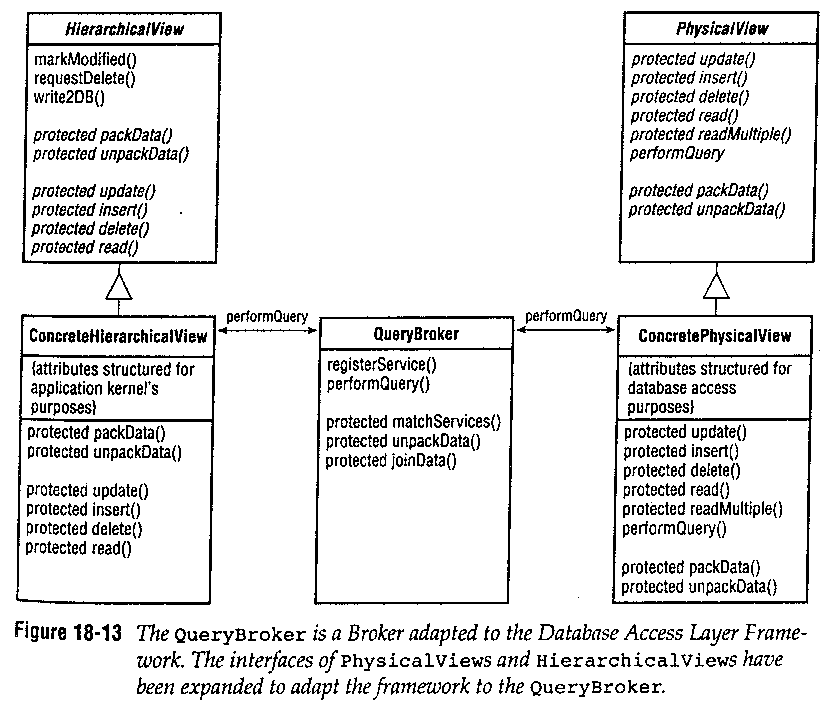 HierarchicalView
markModified()
requestDelete()
write2DB()
protected packData()
protected unpackData()
protected update()
protected insert()
protected delete()
protected read()
PhysicalView
protected update()
protected insert()
protected delete()
protected read()
protected readMultiple()
performQuery
protected packData()
protected unpackData()
ConcreteHierarchicalView
{attributes structured for
application kernel's
purposes}
protected packData()
protected unpackData()
protected update()
protected insert()
protected delete()
protected read()
performQuery
QueryBroker
registerService()
performQuery()
protected matchServices()
protected unpackData()
protected joinData()
performQuery
ConcretePhysicalView
{attributes structured for
database access
purposes}
protected update()
protected insert()
protected delete()
protected read()
protected readMultiple()
performQuery()
protected packData()
protected unpackData()
Figure 18-13 The QueryBroker is a Broker adapted to the Database Access Layer Frame-
work. The interfaces of PhysicalViews and HierarchicalViews have
been expanded to adapt the framework to the QueryBroker.